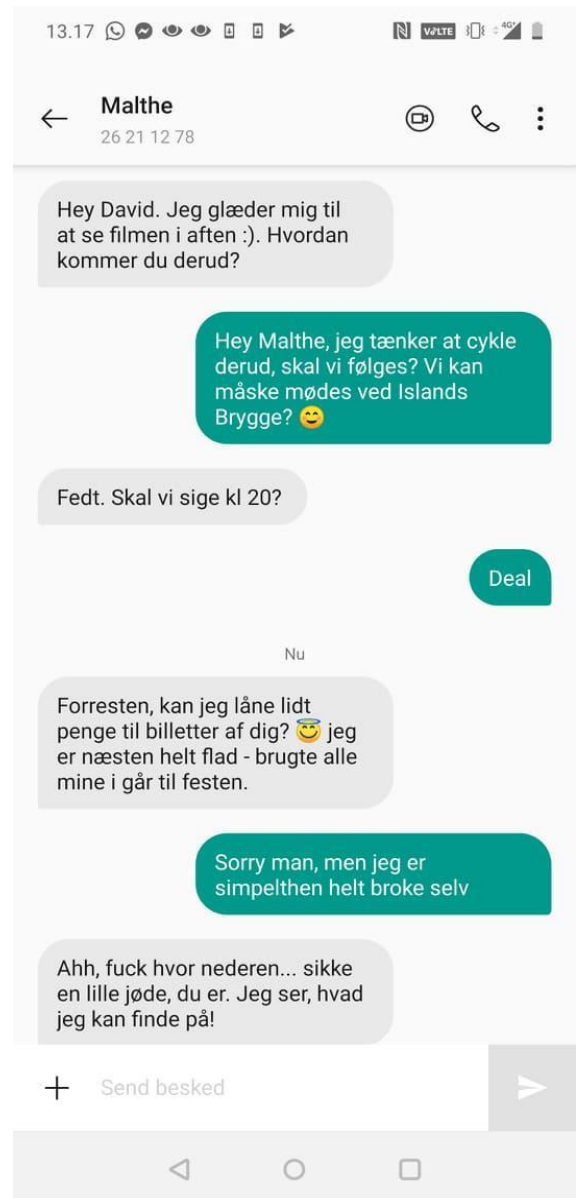 13.17
VoLTE 4G+
Malthe
26 21 12 78
Hey David. Jeg glæder mig til
at se filmen i aften :). Hvordan
kommer du derud?
Hey Malthe, jeg tænker at cykle
derud, skal vi følges? Vi kan
måske mødes ved Islands
Brygge? 😊
Fedt. Skal vi sige kl 20?
Deal
Nu
Forresten, kan jeg låne lidt
penge til billetter af dig? 😇 jeg
er næsten helt flad - brugte alle
mine i går til festen.
Sorry man, men jeg er
simpelthen helt broke selv
Ahh, fuck hvor nederen... sikke
en lille jøde, du er. Jeg ser, hvad
jeg kan finde på!
Send besked